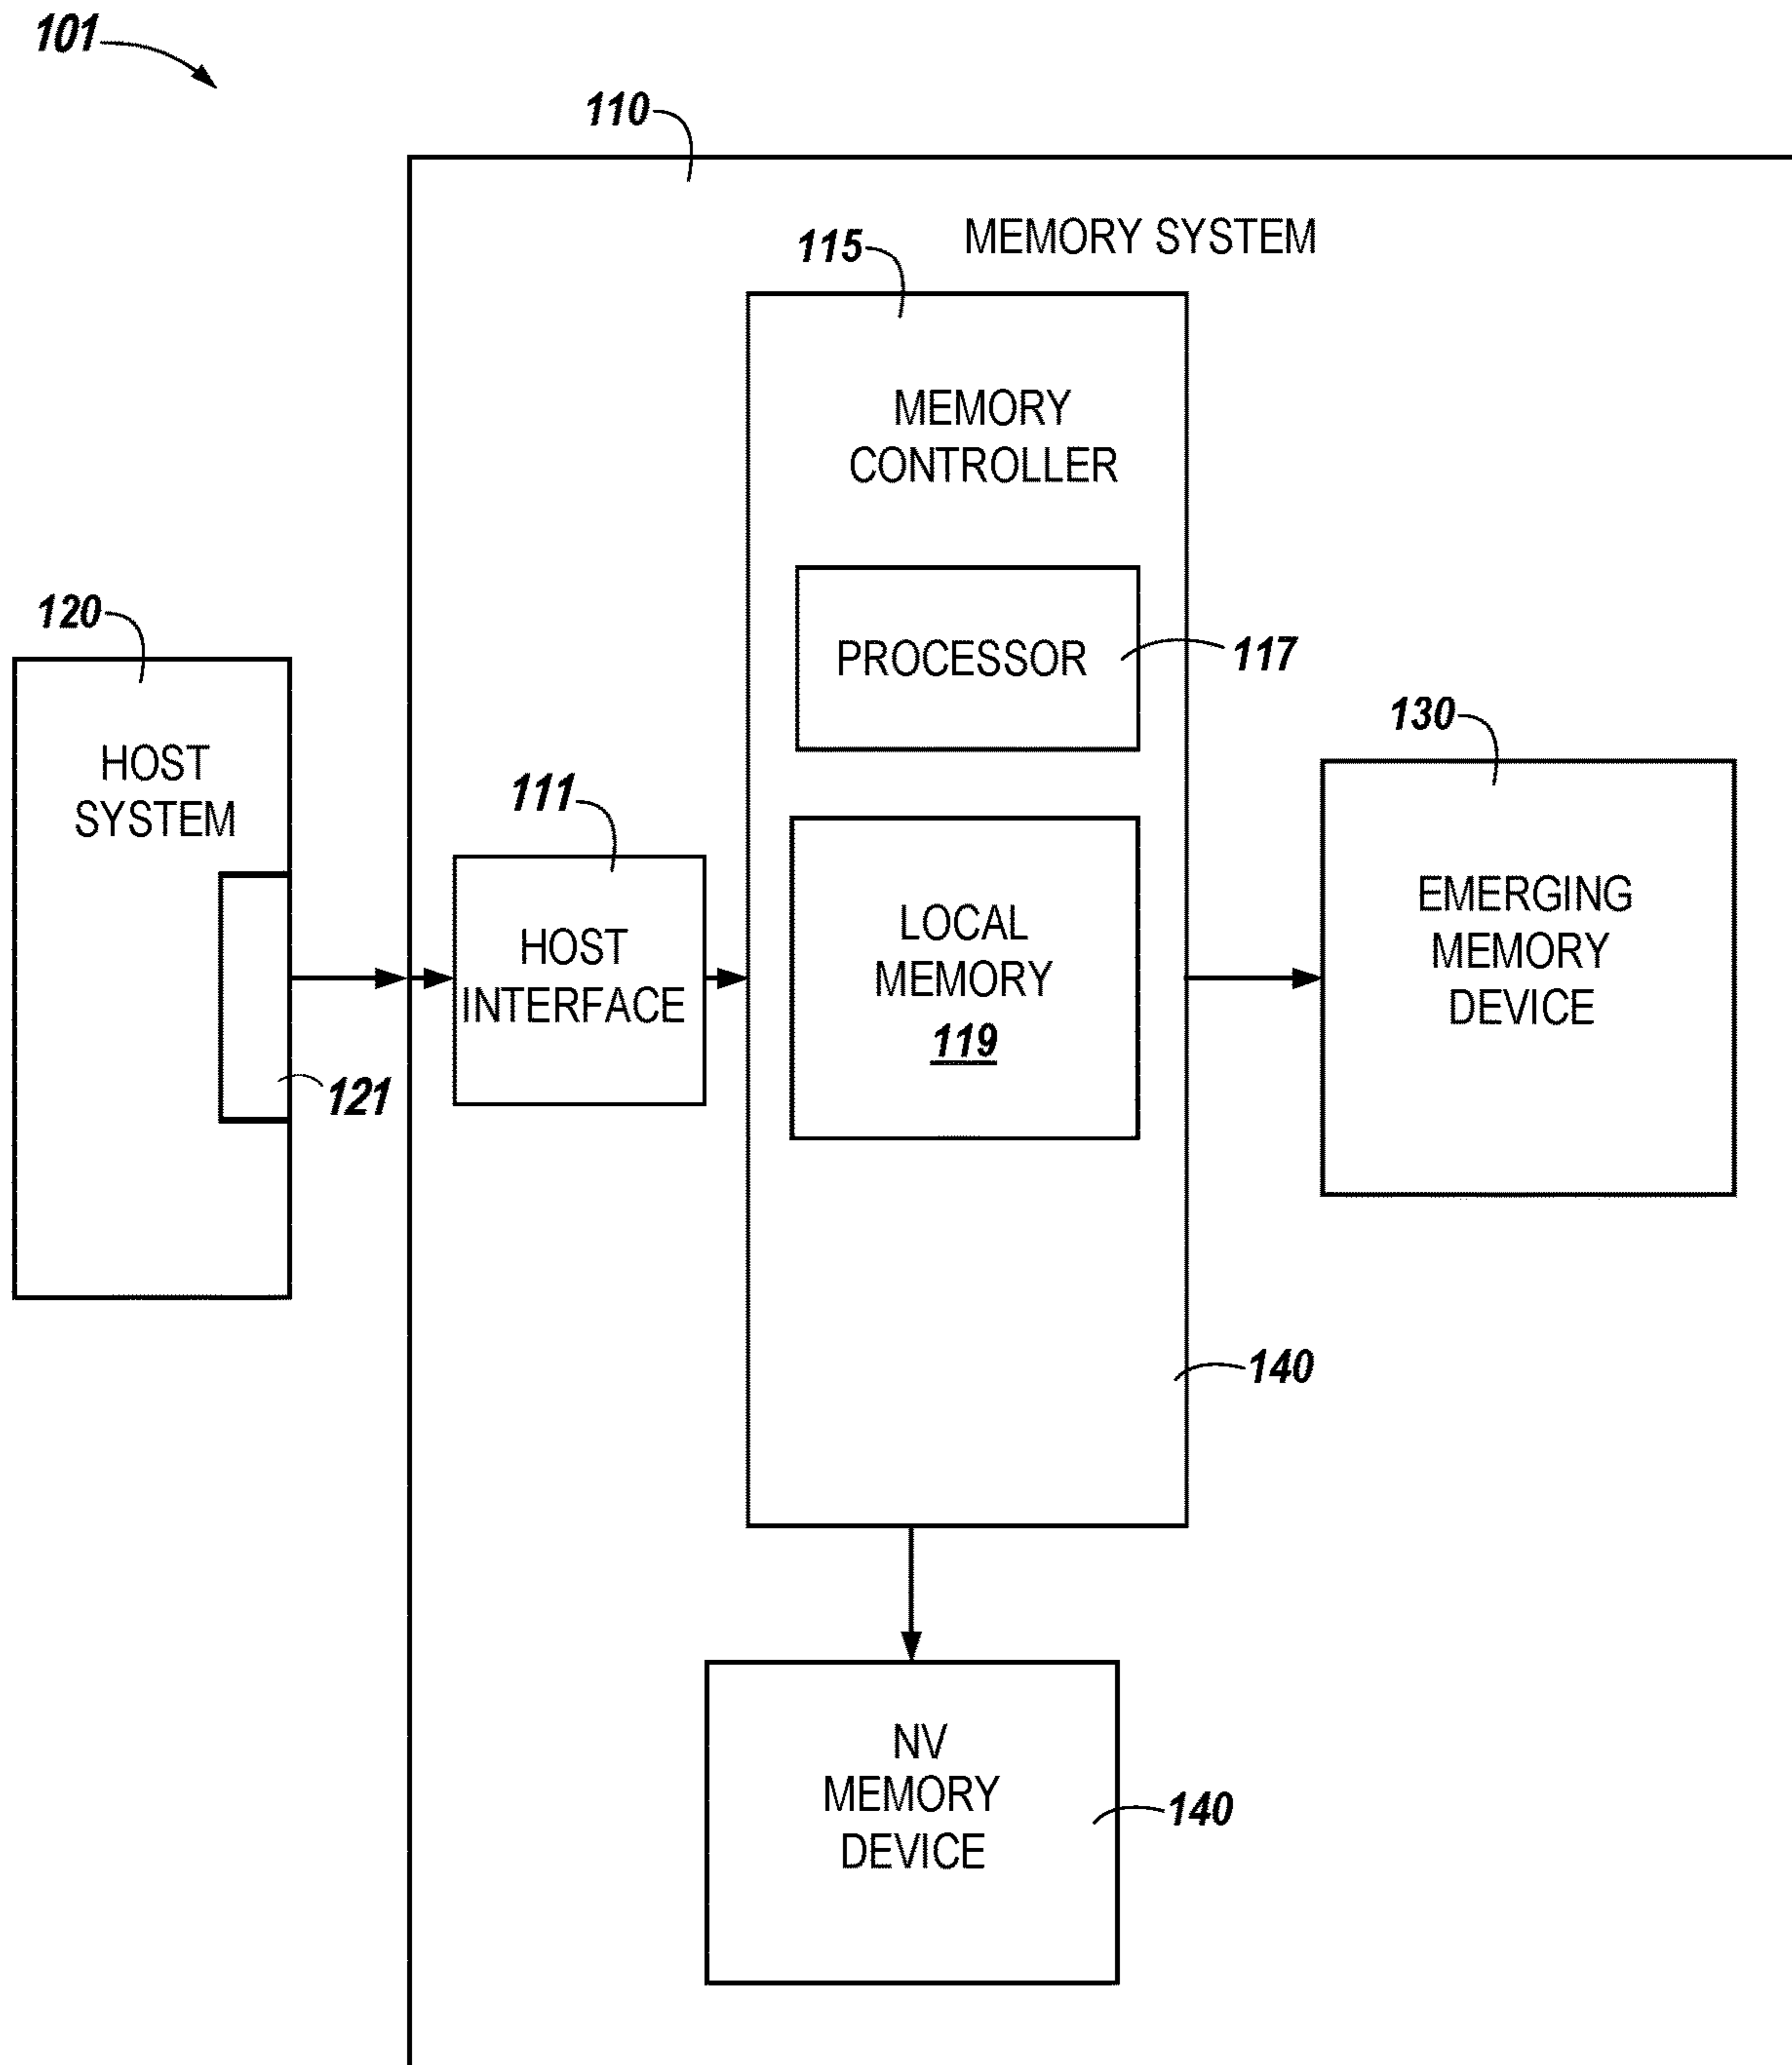 101
110
MEMORY SYSTEM
115
MEMORY
CONTROLLER
PROCESSOR
117
120
HOST
SYSTEM
121
111
HOST
INTERFACE
LOCAL
MEMORY
119
130
EMERGING
MEMORY
DEVICE
140
NV
MEMORY
DEVICE
140